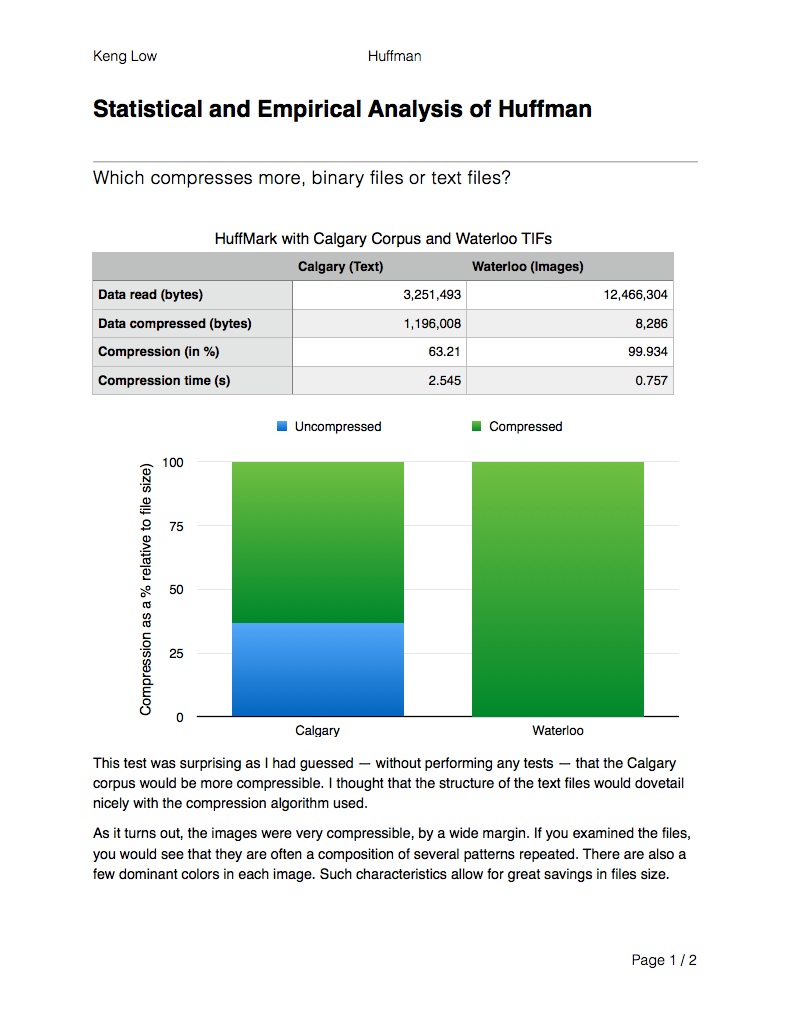 Keng Low Huffman
Statistical and Empirical Analysis of Huffman
Which compresses more, binary files or text files?
HuffMark with Calgary Corpus and Waterloo TIFs
Calgary (Text) Waterloo (Images)
Data read (bytes) 3,251,493 12,466,304
Data compressed (bytes) 1,196,008 8,286
Compression (in %) 63.21 99.934
Compression time (s) 2.545 0.757
Uncompressed Compressed
Compression as a % relative to file size)
100
75
50
25
0
Calgary Waterloo
This test was surprising as I had guessed — without performing any tests — that the Calgary
corpus would be more compressible. I thought that the structure of the text files would dovetail
nicely with the compression algorithm used.
As it turns out, the images were very compressible, by a wide margin. If you examined the files,
you would see that they are often a composition of several patterns repeated. There are also a
few dominant colors in each image. Such characteristics allow for great savings in files size.
Page 1 / 2